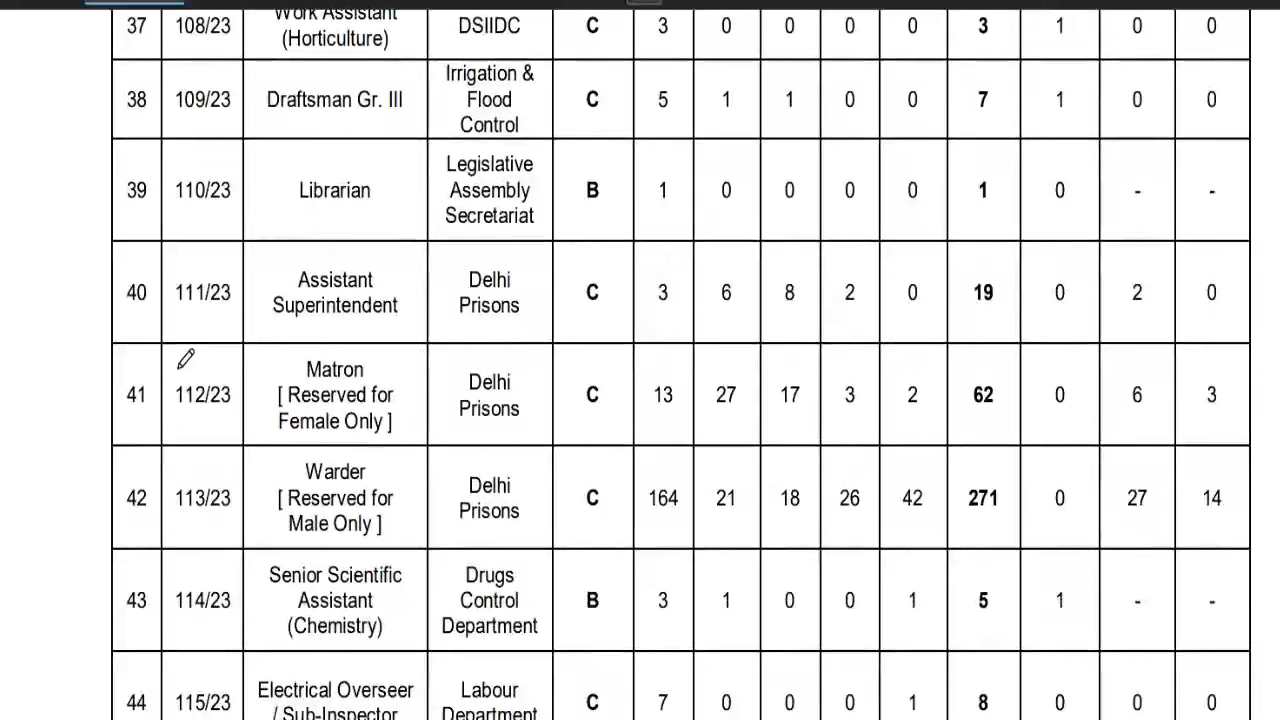 37 108/23 Work Assistant (Horticulture) DSIIDC C 3 0 0 0 0 3 1 0 0
38 109/23 Draftsman Gr. III Irrigation & Flood Control C 5 1 1 0 0 7 1 0 0
39 110/23 Librarian Legislative Assembly Secretariat B 1 0 0 0 0 1 0 - -
40 111/23 Assistant Superintendent Delhi Prisons C 3 6 8 2 0 19 0 2 0
41 112/23 Matron [ Reserved for Female Only ] Delhi Prisons C 13 27 17 3 2 62 0 6 3
42 113/23 Warder [ Reserved for Male Only ] Delhi Prisons C 164 21 18 26 42 271 0 27 14
43 114/23 Senior Scientific Assistant (Chemistry) Drugs Control Department B 3 1 0 0 1 5 1 - -
44 115/23 Electrical Overseer / Sub-Inspector Labour Department C 7 0 0 0 1 8 0 0 0